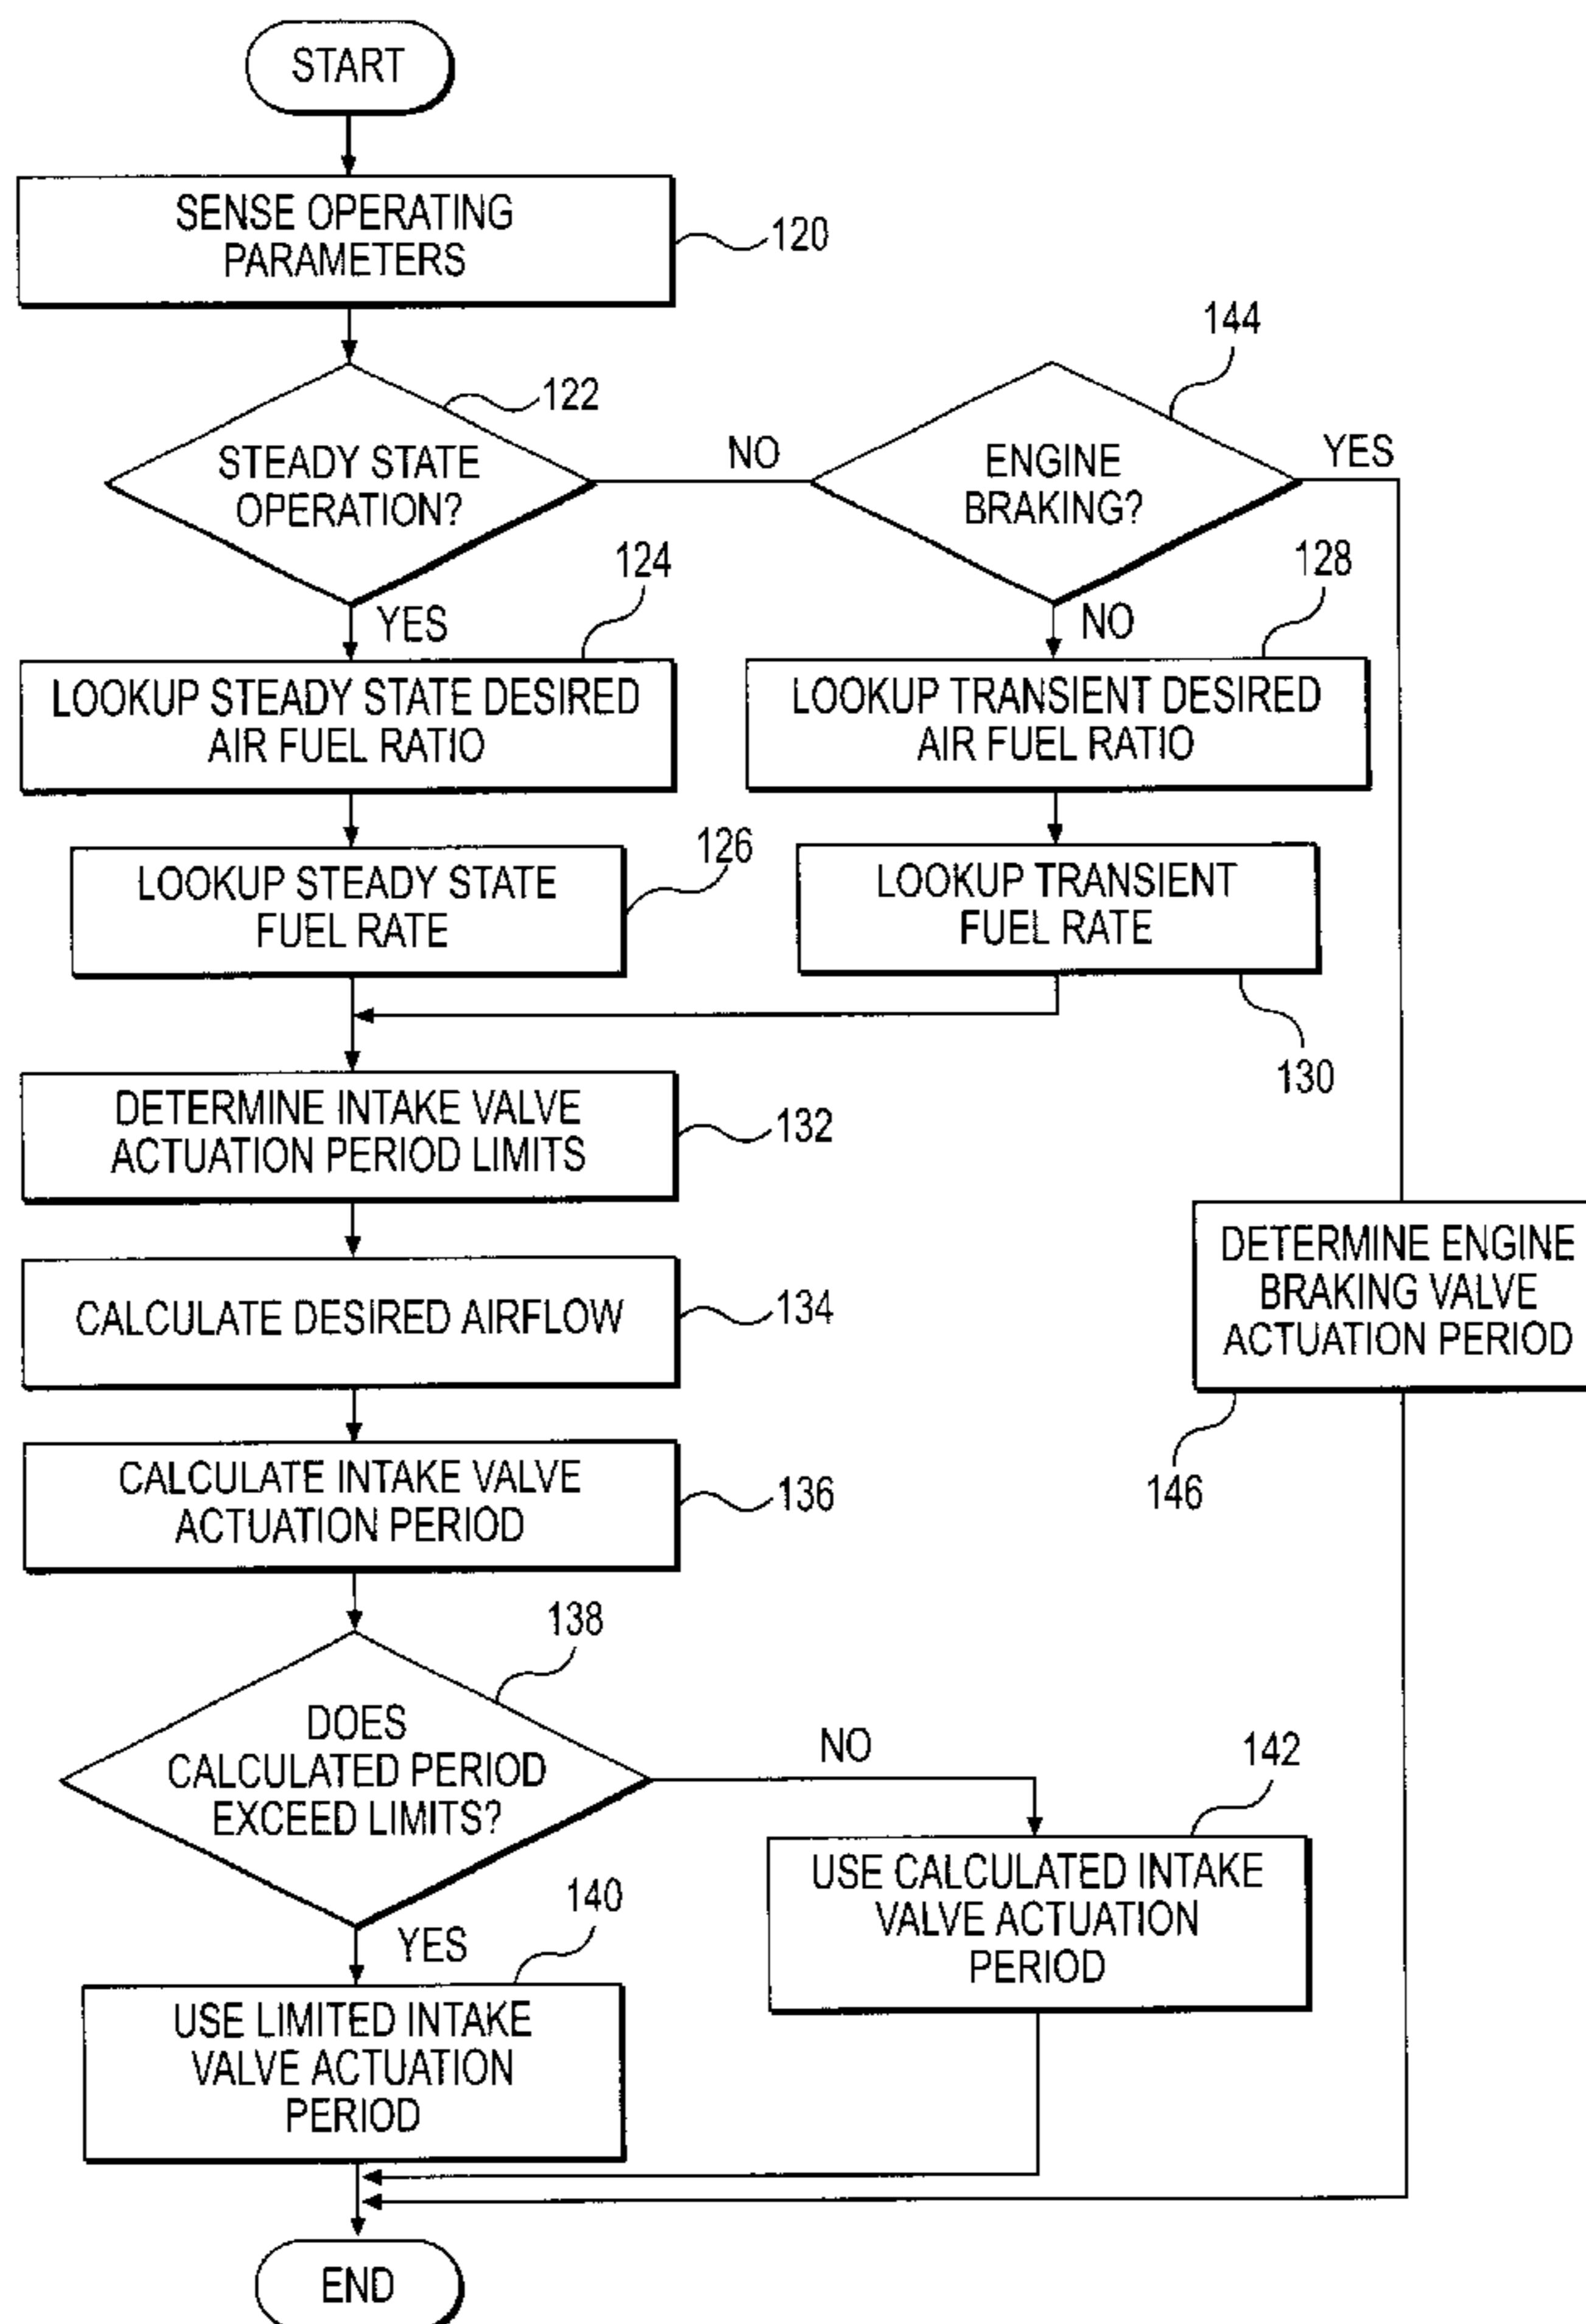 START
SENSE OPERATING
PARAMETERS
120
144
122
STEADY STATE
OPERATION?
NO
ENGINE
BRAKING?
YES
124
YES
128
NO
LOOKUP STEADY STATE DESIRED
AIR FUEL RATIO
LOOKUP TRANSIENT DESIRED
AIR FUEL RATIO
126
LOOKUP STEADY STATE
FUEL RATE
LOOKUP TRANSIENT
FUEL RATE
130
DETERMINE INTAKE VALVE
ACTUATION PERIOD LIMITS
132
DETERMINE ENGINE
BRAKING VALVE
ACTUATION PERIOD
146
CALCULATE DESIRED AIRFLOW
134
CALCULATE INTAKE VALVE
ACTUATION PERIOD
136
138
DOES
CALCULATED PERIOD
EXCEED LIMITS?
NO
142
USE CALCULATED INTAKE
VALVE ACTUATION
PERIOD
YES
140
USE LIMITED INTAKE
VALVE ACTUATION
PERIOD
END